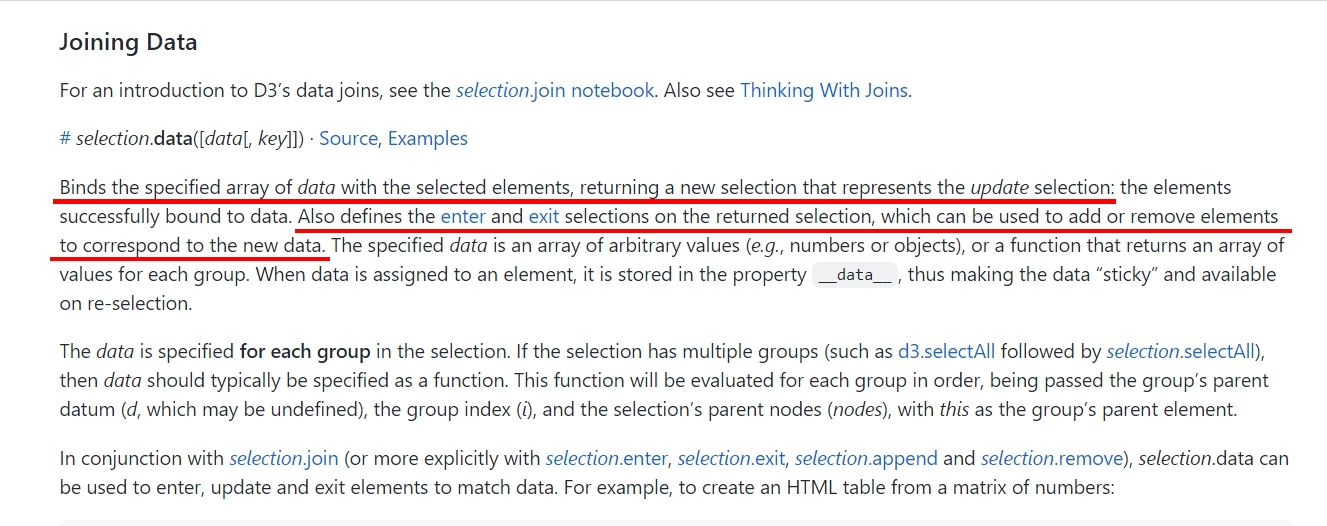 Joining Data
For an introduction to D3’s data joins, see the selection.join notebook. Also see Thinking With Joins.
# selection.data([data[, key]]) · Source, Examples
Binds the specified array of data with the selected elements, returning a new selection that represents the update selection: the elements
successfully bound to data. Also defines the enter and exit selections on the returned selection, which can be used to add or remove elements
to correspond to the new data. The specified data is an array of arbitrary values (e.g., numbers or objects), or a function that returns an array of
values for each group. When data is assigned to an element, it is stored in the property __data__, thus making the data “sticky” and available
on re-selection.
The data is specified for each group in the selection. If the selection has multiple groups (such as d3.selectAll followed by selection.selectAll),
then data should typically be specified as a function. This function will be evaluated for each group in order, being passed the group’s parent
datum (d, which may be undefined), the group index (i), and the selection’s parent nodes (nodes), with this as the group’s parent element.
In conjunction with selection.join (or more explicitly with selection.enter, selection.exit, selection.append and selection.remove), selection.data can
be used to enter, update and exit elements to match data. For example, to create an HTML table from a matrix of numbers: